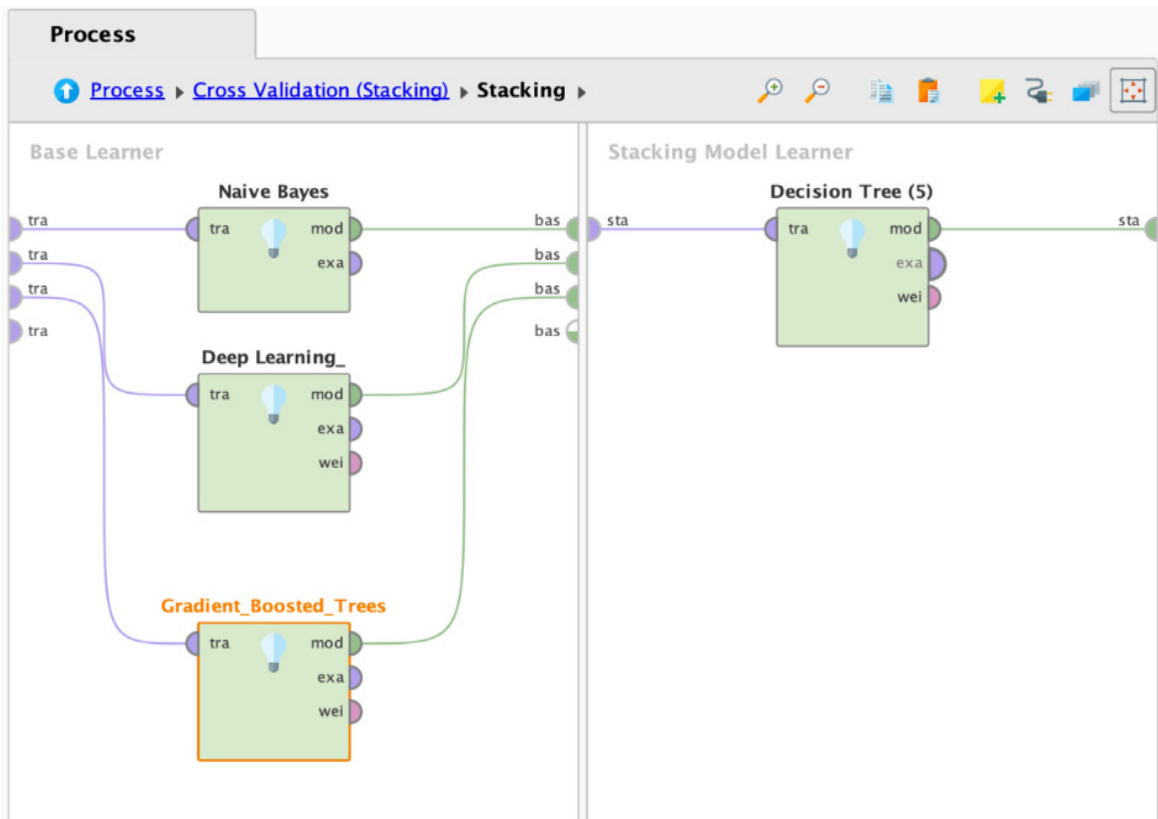 Process
Process ▸ Cross Validation (Stacking) ▸ Stacking ▸
Base Learner
Naive Bayes
tra
tra
tra
tra
tra
mod
exa
bas
bas
bas
bas
Deep Learning_
tra
mod
exa
wei
Gradient_Boosted_Trees
tra
mod
exa
wei
Stacking Model Learner
Decision Tree (5)
sta
tra
mod
exa
wei
sta